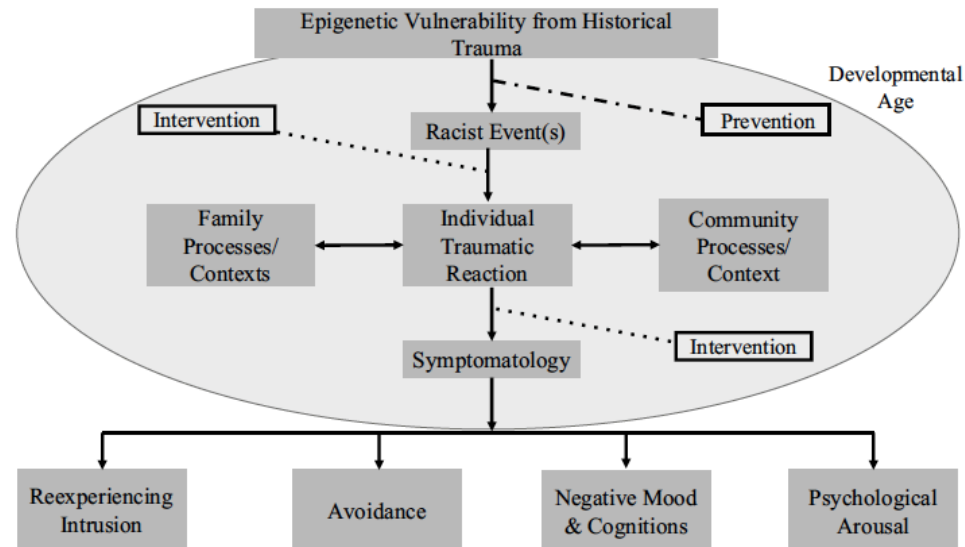 Epigenetic Vulnerability from Historical
Trauma
Developmental
Age
Intervention
Prevention
Racist Event(s)
Family
Processes/
Contexts
Individual
Traumatic
Reaction
Community
Processes/
Context
Intervention
Symptomatology
Reexperiencing
Intrusion
Avoidance
Negative Mood
& Cognitions
Psychological
Arousal